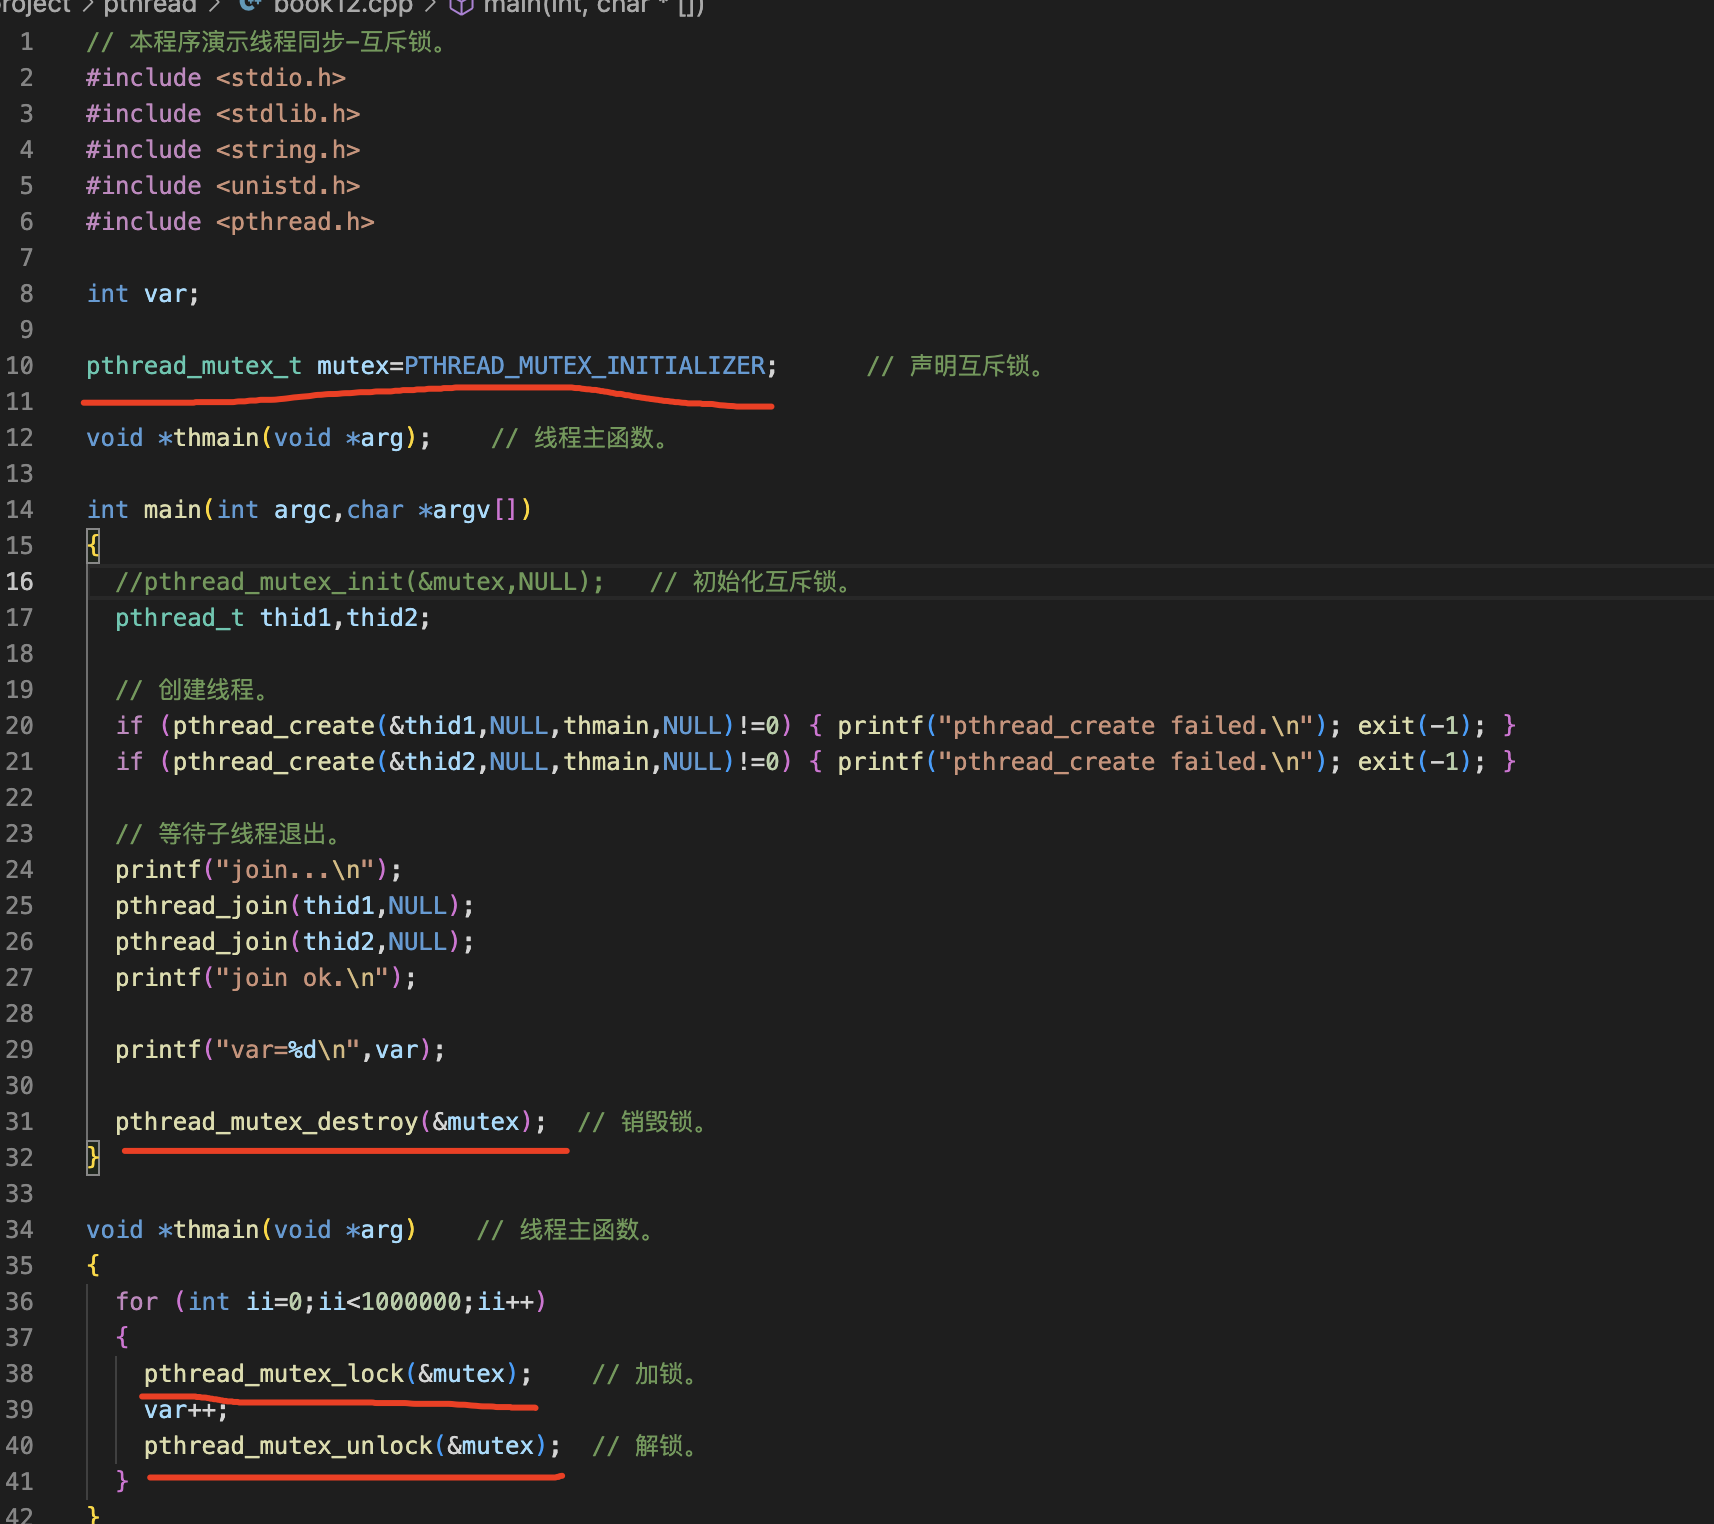 project > pthread > book12.cpp > main(int, char * [])
1 // 本程序演示线程同步-互斥锁。
2 #include <stdio.h>
3 #include <stdlib.h>
4 #include <string.h>
5 #include <unistd.h>
6 #include <pthread.h>
7
8 int var;
9
10 pthread_mutex_t mutex=PTHREAD_MUTEX_INITIALIZER;      // 声明互斥锁。
11
12 void *thmain(void *arg);    // 线程主函数。
13
14 int main(int argc,char *argv[])
15 {
16   //pthread_mutex_init(&mutex,NULL);   // 初始化互斥锁。
17   pthread_t thid1,thid2;
18
19   // 创建线程。
20   if (pthread_create(&thid1,NULL,thmain,NULL)!=0) { printf("pthread_create failed.\n"); exit(-1); }
21   if (pthread_create(&thid2,NULL,thmain,NULL)!=0) { printf("pthread_create failed.\n"); exit(-1); }
22
23   // 等待子线程退出。
24   printf("join...\n");
25   pthread_join(thid1,NULL);
26   pthread_join(thid2,NULL);
27   printf("join ok.\n");
28
29   printf("var=%d\n",var);
30
31   pthread_mutex_destroy(&mutex);  // 销毁锁。
32 }
33
34 void *thmain(void *arg)    // 线程主函数。
35 {
36   for (int ii=0;ii<1000000;ii++)
37   {
38     pthread_mutex_lock(&mutex);    // 加锁。
39     var++;
40     pthread_mutex_unlock(&mutex);  // 解锁。
41   }
42 }